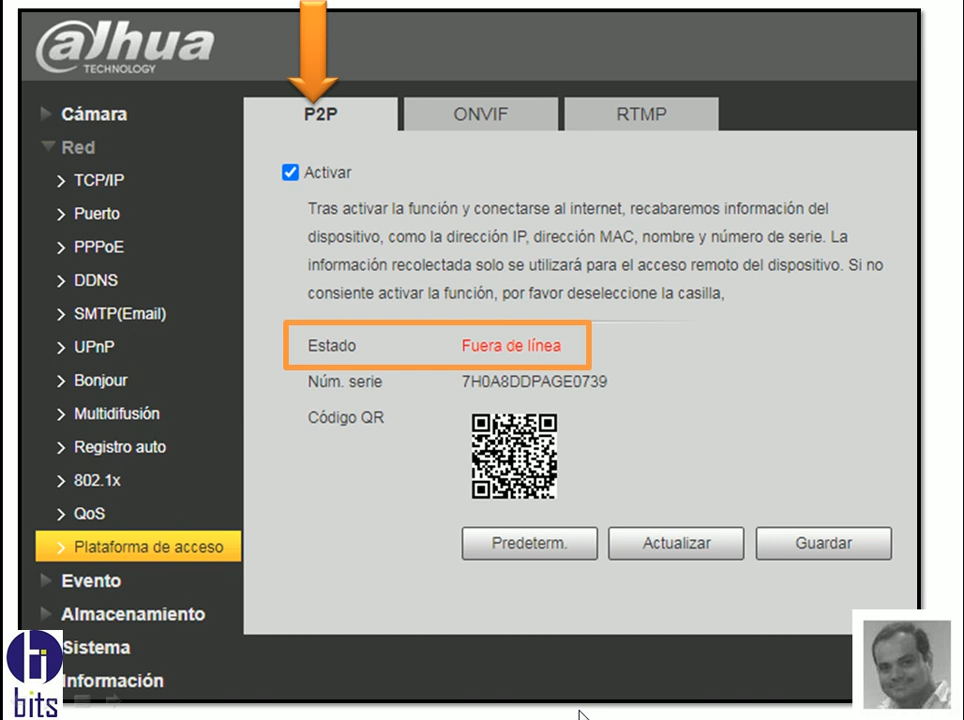 alhua
TECHNOLOGY
P2P
ONVIF
RTMP
Cámara
Red
TCP/IP
Puerto
PPPoE
DDNS
SMTP(Email)
UPnP
Bonjour
Multidifusión
Registro auto
802.1x
QoS
Plataforma de acceso
Evento
Almacenamiento
Sistema
Información
Activar
Tras activar la función y conectarse al internet, recabaremos información del
dispositivo, como la dirección IP, dirección MAC, nombre y número de serie. La
información recolectada solo se utilizará para el acceso remoto del dispositivo. Si no
consiente activar la función, por favor deseleccione la casilla,
Estado Fuera de línea
Núm. serie 7H0A8DDPAGE0739
Código QR
Predeterm. Actualizar Guardar
bits